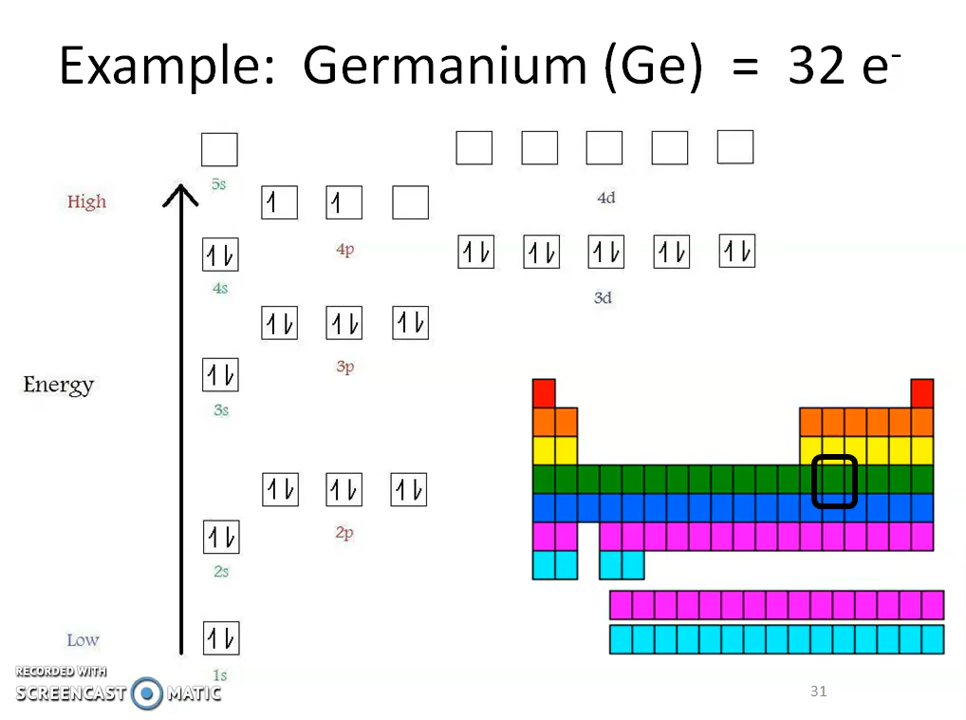 Example: Germanium (Ge) = 32 e-
5s
High
4d
4p
4s
3d
3p
Energy
3s
2p
2s
Low
1s
RECORDED WITH
SCREENCAST MATIC
31